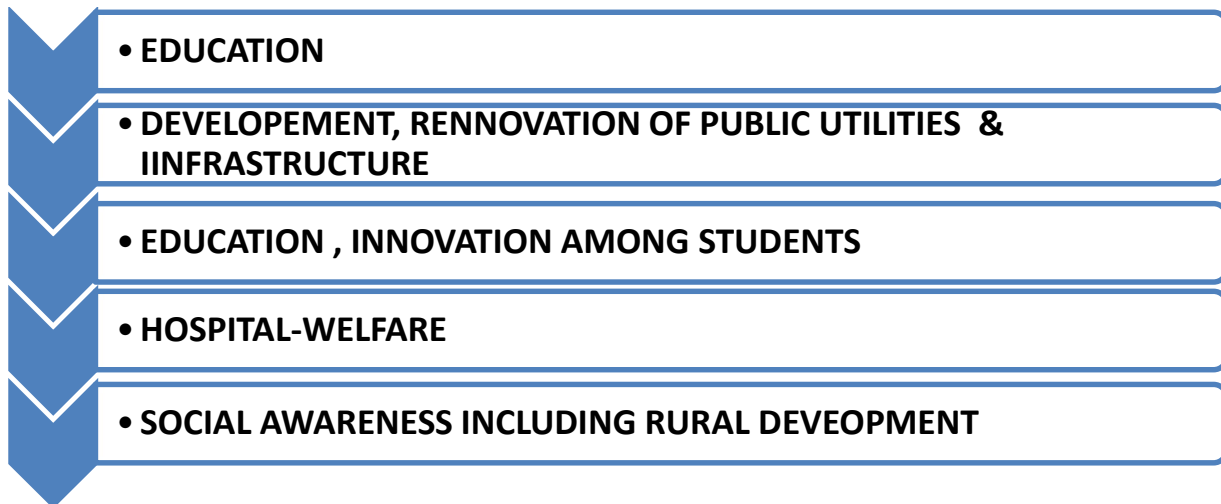 • EDUCATION
• DEVELOPEMENT, RENNOVATION OF PUBLIC UTILITIES &
IINFRASTRUCTURE
• EDUCATION , INNOVATION AMONG STUDENTS
• HOSPITAL-WELFARE
• SOCIAL AWARENESS INCLUDING RURAL DEVEOPMENT